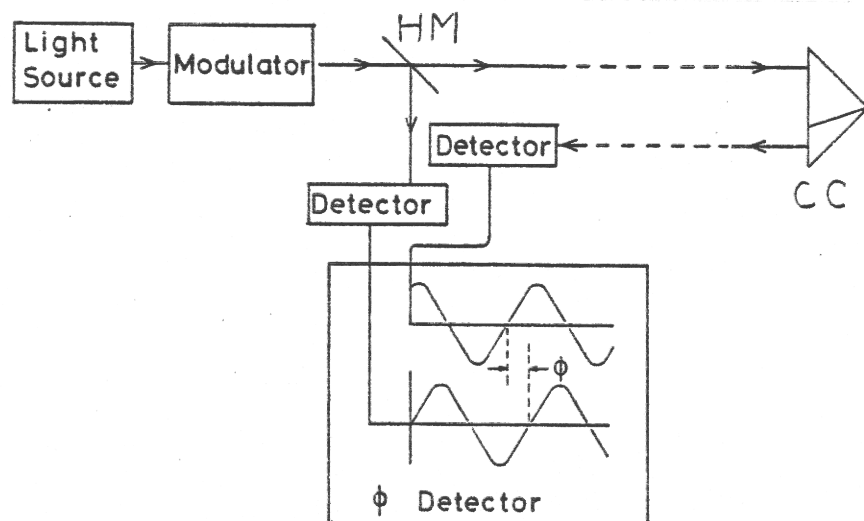 HM
Light
Source
Modulator
Detector
Detector
CC
ϕ
ϕ Detector